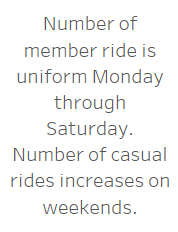 Number of
member ride is
uniform Monday
through
Saturday.
Number of casual
rides increases on
weekends.